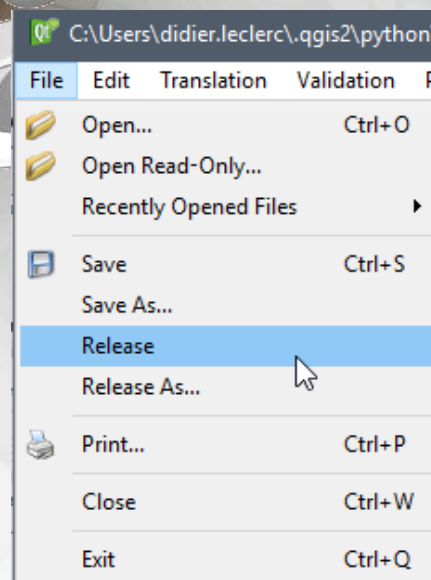 Qt C:\Users\didier.leclerc\.qgis2\python
File Edit Translation Validation
Open... Ctrl+O
Open Read-Only...
Recently Opened Files
Save Ctrl+S
Save As...
Release
Release As...
Print... Ctrl+P
Close Ctrl+W
Exit Ctrl+Q